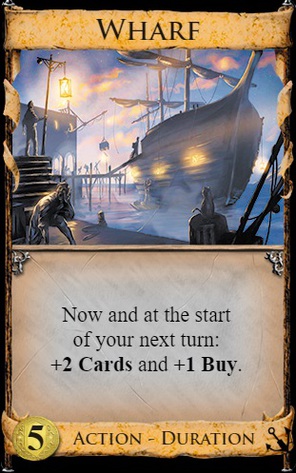 Wharf
Now and at the start
of your next turn:
+2 Cards and +1 Buy.
5
Action - Duration